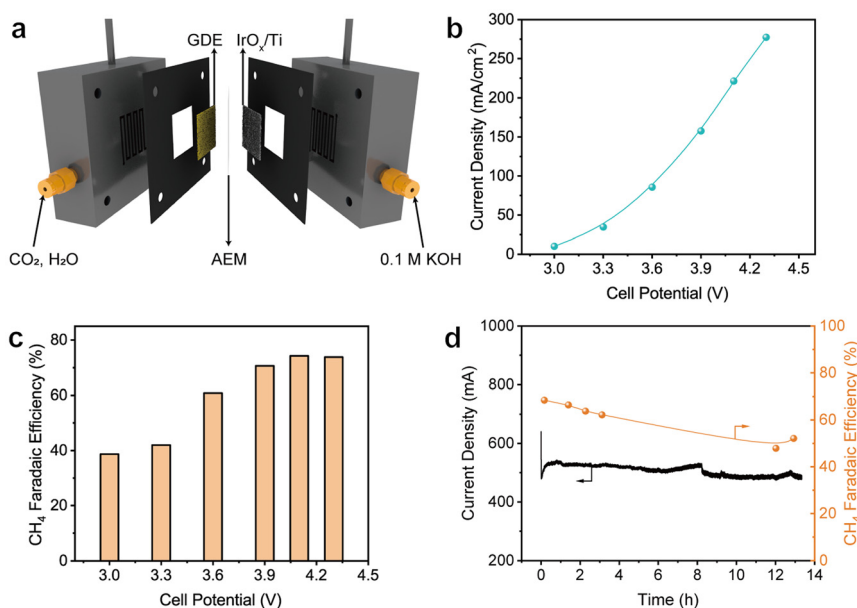 a
GDE
IrOₓ/Ti
CO₂, H₂O
AEM
0.1 M KOH
b
Current Density (mA/cm²)
300
250
200
150
100
50
0
3.0 3.3 3.6 3.9 4.2 4.5
Cell Potential (V)
c
CH₄ Faradaic Efficiency (%)
80
60
40
20
0
3.0 3.3 3.6 3.9 4.2 4.5
Cell Potential (V)
d
Current Density (mA)
1000
800
600
400
200
0 2 4 6 8 10 12 14
Time (h)
100
80
60
40
20
0
CH₄ Faradaic Efficiency (%)